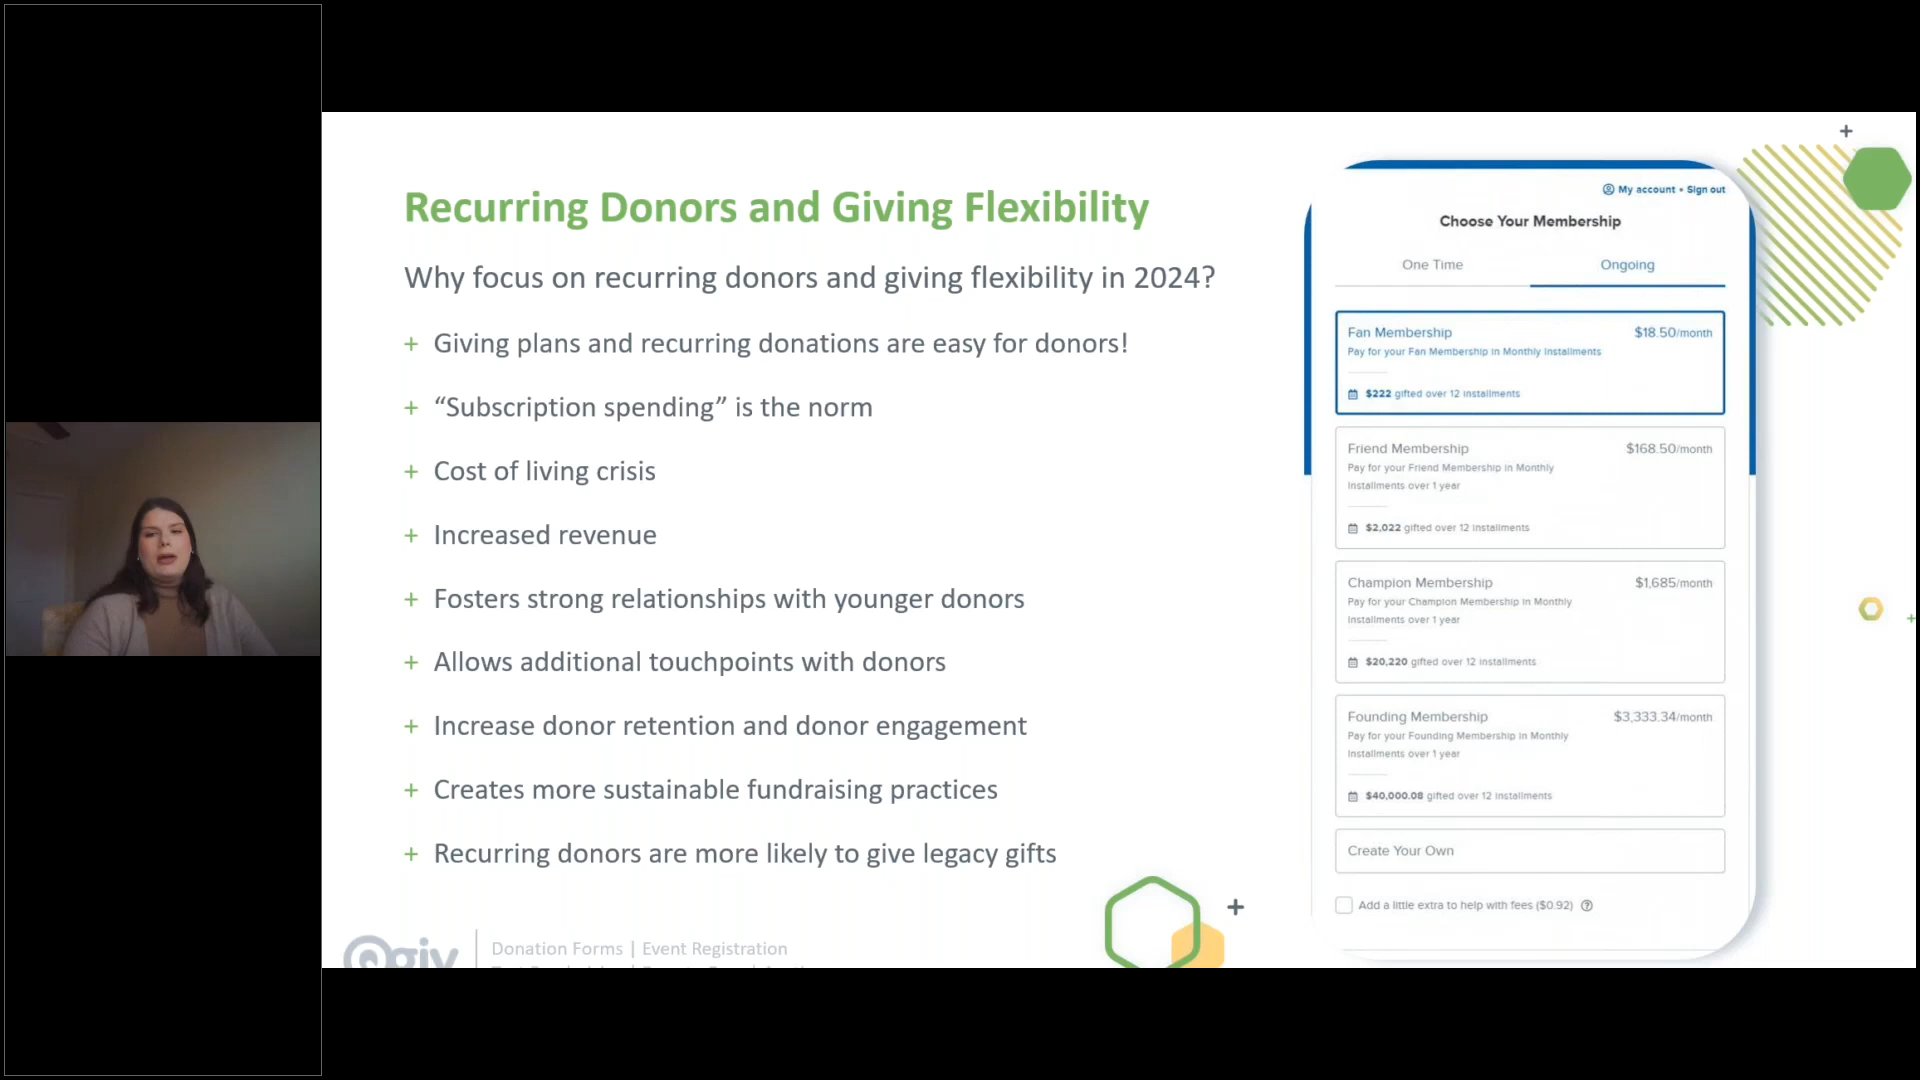 Recurring Donors and Giving Flexibility
Why focus on recurring donors and giving flexibility in 2024?
+ Giving plans and recurring donations are easy for donors!
+ “Subscription spending” is the norm
+ Cost of living crisis
+ Increased revenue
+ Fosters strong relationships with younger donors
+ Allows additional touchpoints with donors
+ Increase donor retention and donor engagement
+ Creates more sustainable fundraising practices
+ Recurring donors are more likely to give legacy gifts
Qgiv
Donation Forms | Event Registration
My account • Sign out
Choose Your Membership
One Time Ongoing
Fan Membership $18.50/month
Pay for your Fan Membership in Monthly Installments
$222 gifted over 12 installments
Friend Membership $168.50/month
Pay for your Friend Membership in Monthly
Installments over 1 year
$2,022 gifted over 12 installments
Champion Membership $1,685/month
Pay for your Champion Membership in Monthly
Installments over 1 year
$20,220 gifted over 12 installments
Founding Membership $3,333.34/month
Pay for your Founding Membership in Monthly
Installments over 1 year
$40,000.08 gifted over 12 installments
Create Your Own
Add a little extra to help with fees ($0.92) ?